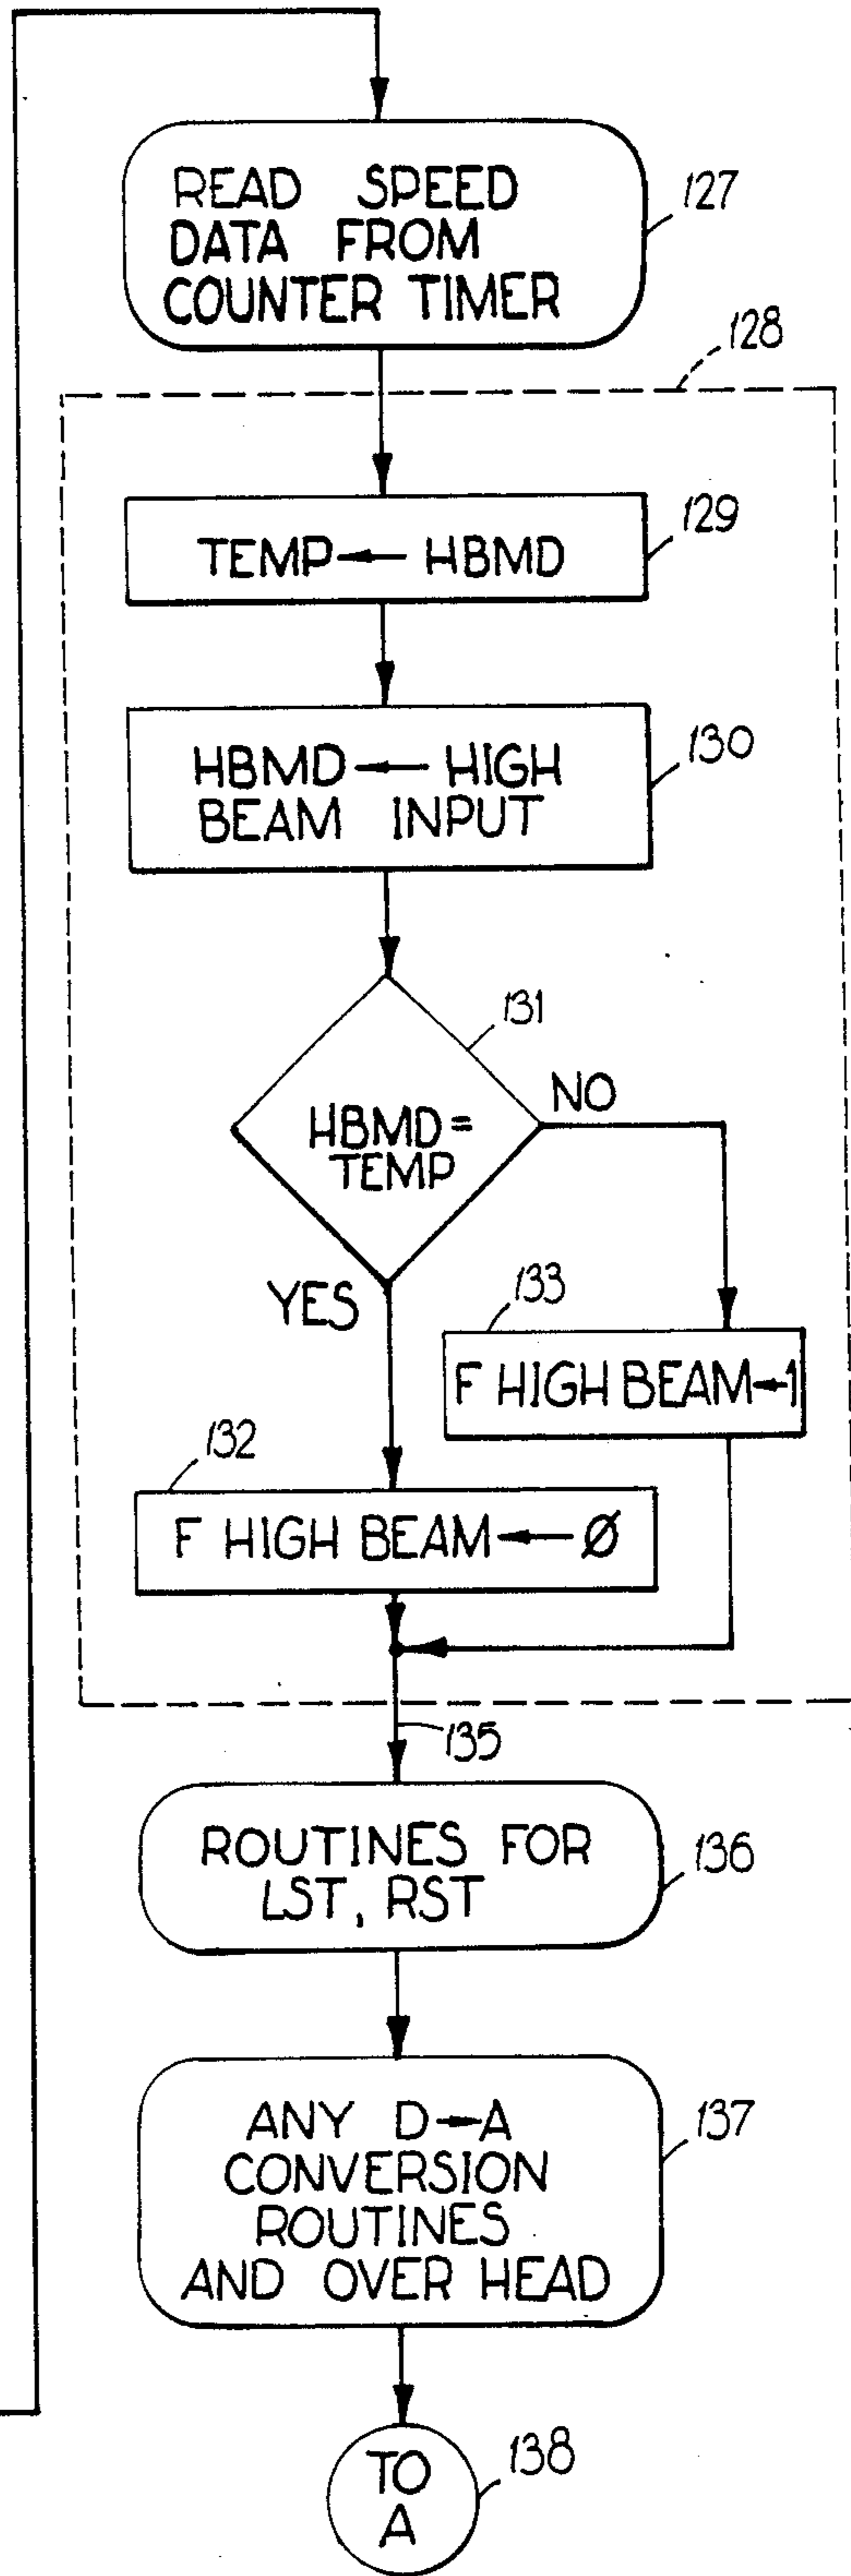 READ SPEED
DATA FROM
COUNTER TIMER
127
128
TEMP ← HBMD
129
HBMD ← HIGH
BEAM INPUT
130
131
HBMD =
TEMP
NO
YES
133
F HIGH BEAM ← 1
132
F HIGH BEAM ← Ø
135
ROUTINES FOR
LST, RST
136
ANY D → A
CONVERSION
ROUTINES
AND OVER HEAD
137
TO
A
138